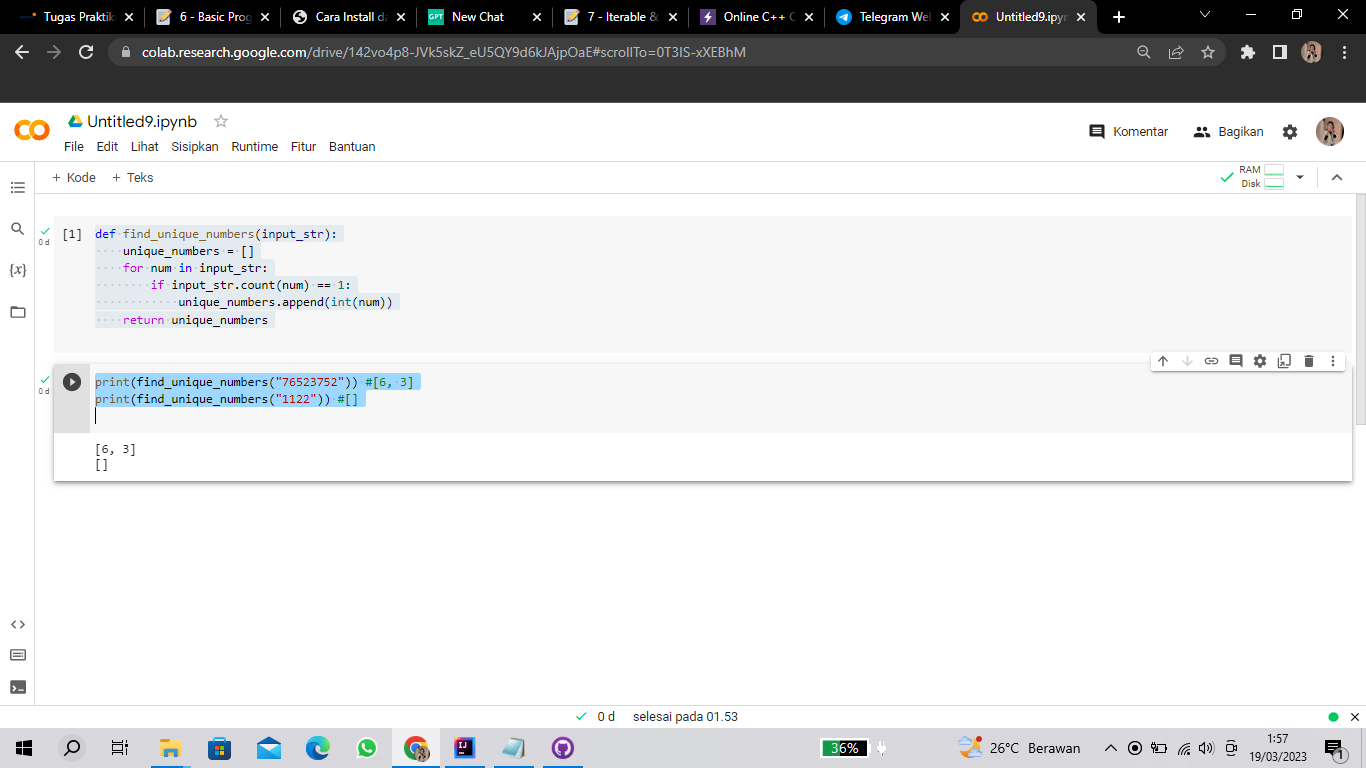 Tugas Praktik
6 - Basic Prog
Cara Install da
GPT
New Chat
7 - Iterable &
Online C++ C
Telegram Web
Untitled9.ipyn
colab.research.google.com/drive/142vo4p8-JVk5skZ_eU5QY9d6kJAjpOaE#scrollTo=0T3IS-xXEBhM
Untitled9.ipynb
Komentar
Bagikan
File Edit Lihat Sisipkan Runtime Fitur Bantuan
+ Kode + Teks
RAM
Disk
0 d
[1]
def find_unique_numbers(input_str):
unique_numbers = []
for num in input_str:
if input_str.count(num) == 1:
unique_numbers.append(int(num))
return unique_numbers
{x}
0 d
print(find_unique_numbers("76523752")) #[6, 3]
print(find_unique_numbers("1122")) #[]
[6, 3]
[]
0 d selesai pada 01.53
36%
26°C Berawan
1:57
19/03/2023
1